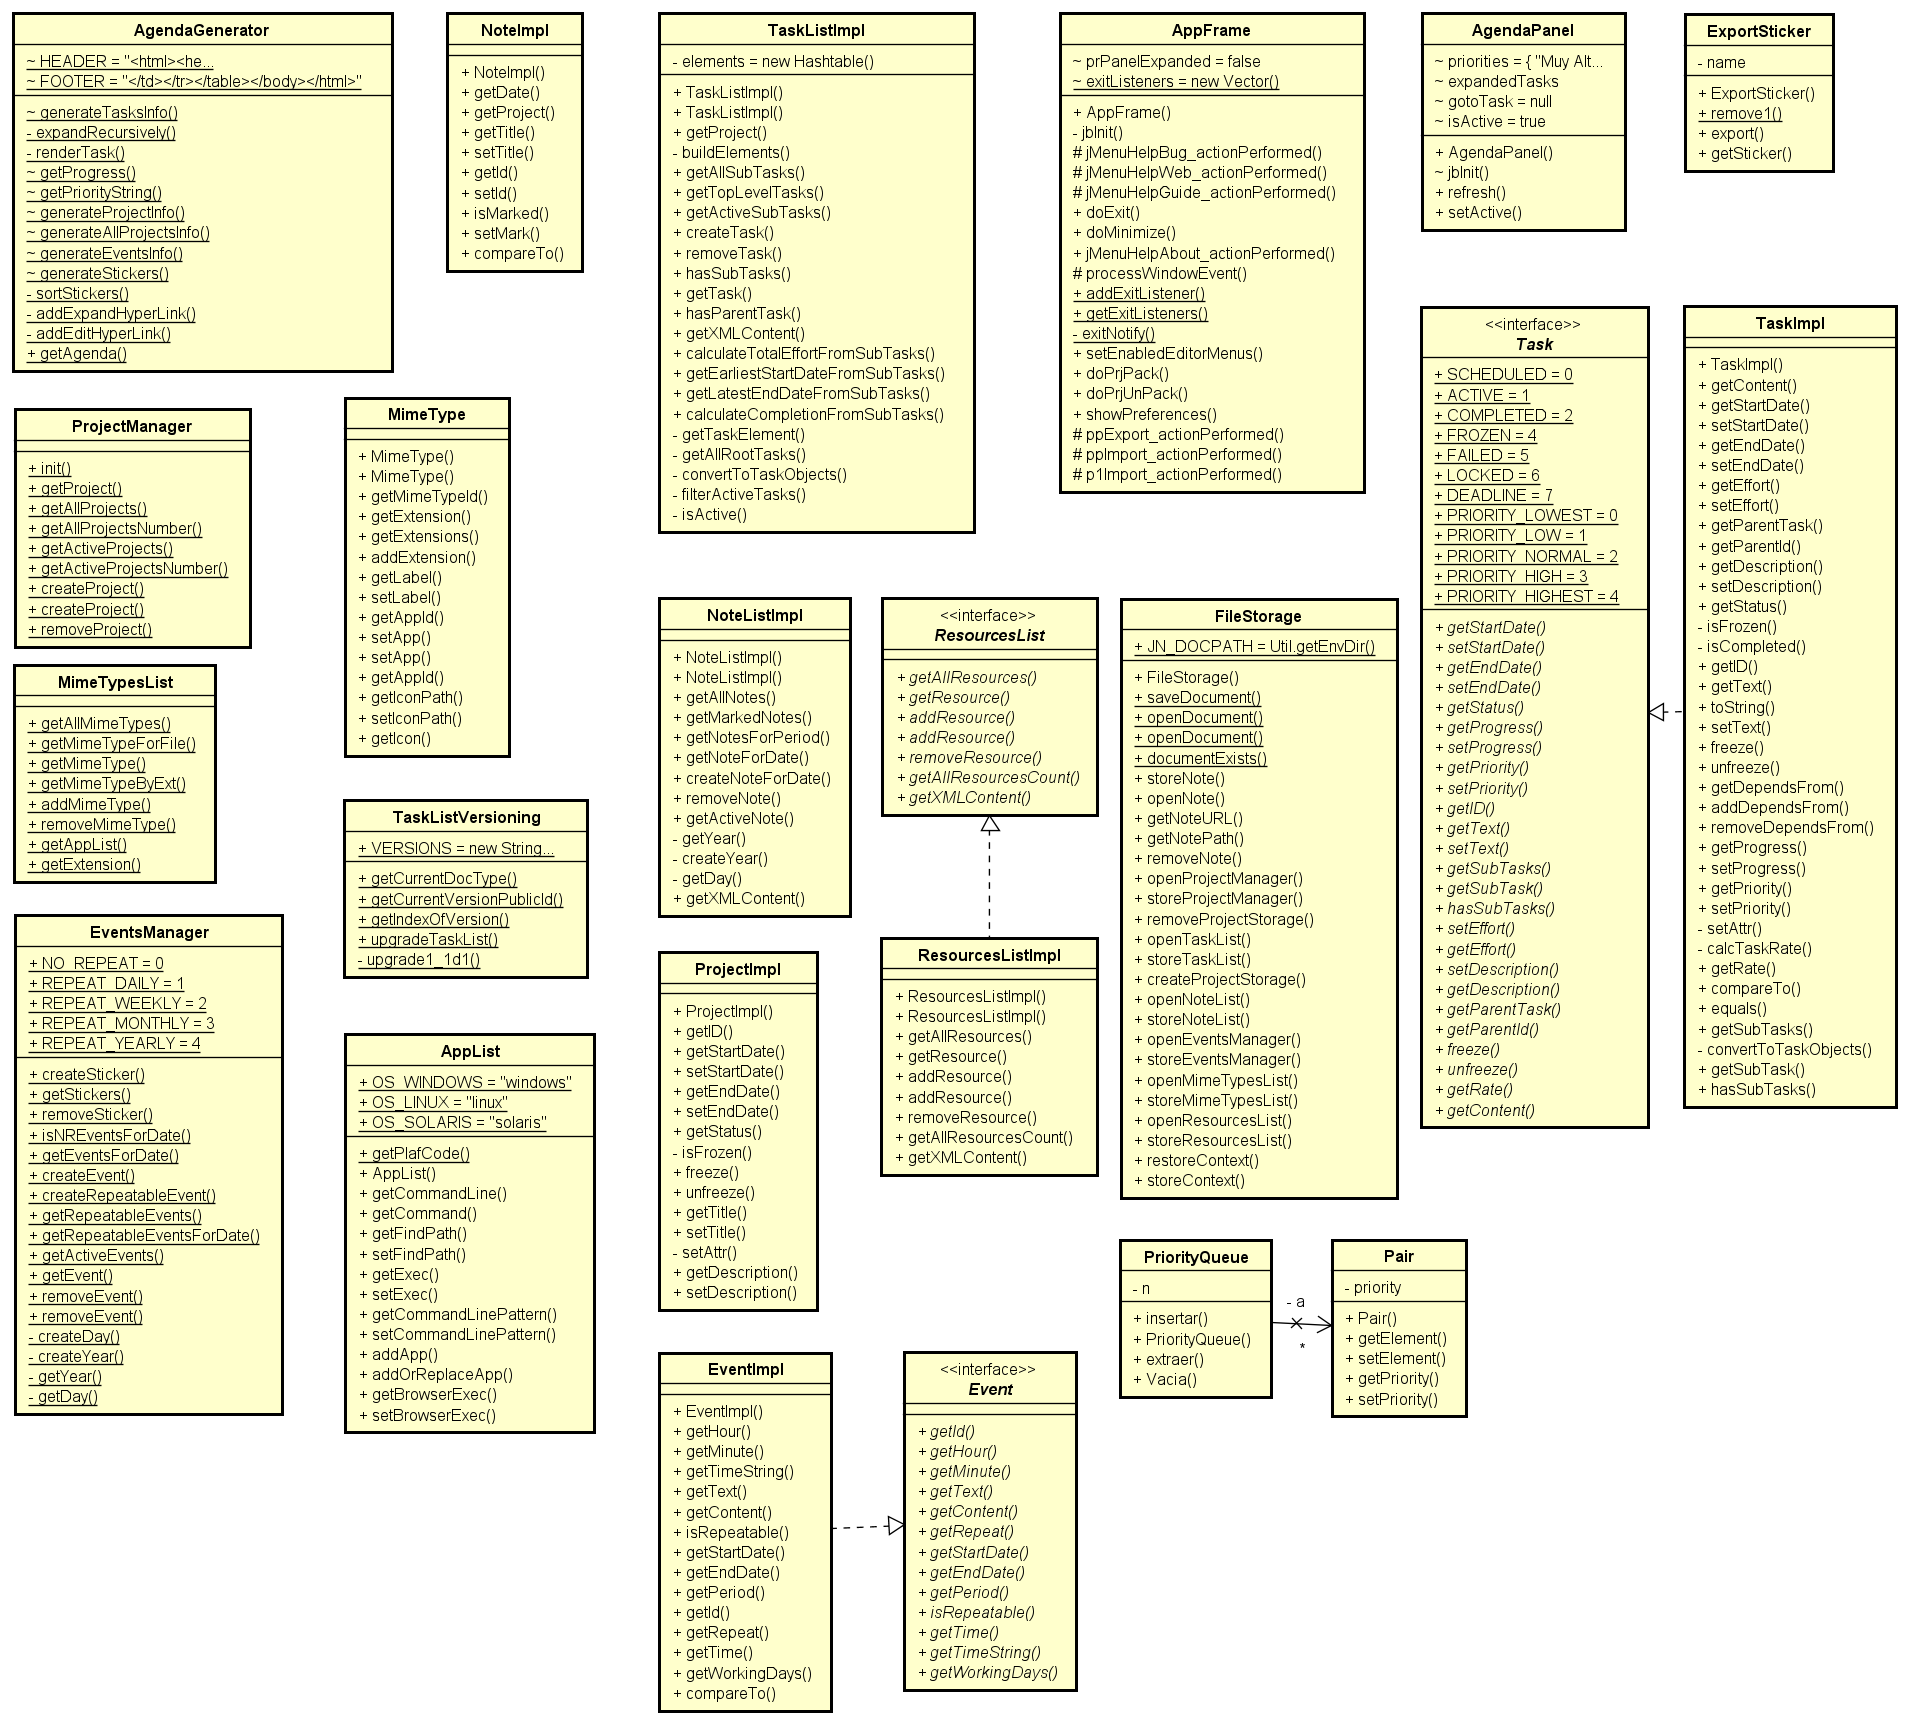 AgendaGenerator
~ HEADER = "<html><he...
~ FOOTER = "</td></tr></table></body></html>"
~ generateTasksInfo()
- expandRecursively()
- renderTask()
~ getProgress()
~ getPriorityString()
~ generateProjectInfo()
~ generateAllProjectsInfo()
~ generateEventsInfo()
~ generateStickers()
- sortStickers()
- addExpandHyperLink()
- addEditHyperLink()
+ getAgenda()
NoteImpl
+ NoteImpl()
+ getDate()
+ getProject()
+ getTitle()
+ setTitle()
+ getId()
+ setId()
+ isMarked()
+ setMark()
+ compareTo()
TaskListImpl
- elements = new Hashtable()
+ TaskListImpl()
+ TaskListImpl()
+ getProject()
- buildElements()
+ getAllSubTasks()
+ getTopLevelTasks()
+ getActiveSubTasks()
+ createTask()
+ removeTask()
+ hasSubTasks()
+ getTask()
+ hasParentTask()
+ getXMLContent()
+ calculateTotalEffortFromSubTasks()
+ getEarliestStartDateFromSubTasks()
+ getLatestEndDateFromSubTasks()
+ calculateCompletionFromSubTasks()
- getTaskElement()
- getAllRootTasks()
- convertToTaskObjects()
- filterActiveTasks()
- isActive()
AppFrame
~ prPanelExpanded = false
~ exitListeners = new Vector()
+ AppFrame()
- jbInit()
# jMenuHelpBug_actionPerformed()
# jMenuHelpWeb_actionPerformed()
# jMenuHelpGuide_actionPerformed()
+ doExit()
+ doMinimize()
+ jMenuHelpAbout_actionPerformed()
# processWindowEvent()
+ addExitListener()
+ getExitListeners()
- exitNotify()
+ setEnabledEditorMenus()
+ doPrjPack()
+ doPrjUnPack()
+ showPreferences()
# ppExport_actionPerformed()
# ppImport_actionPerformed()
# p1Import_actionPerformed()
AgendaPanel
~ priorities = { "Muy Alt...
~ expandedTasks
~ gotoTask = null
~ isActive = true
+ AgendaPanel()
~ jbInit()
+ refresh()
+ setActive()
ExportSticker
- name
+ ExportSticker()
+ remove1()
+ export()
+ getSticker()
ProjectManager
+ init()
+ getProject()
+ getAllProjects()
+ getAllProjectsNumber()
+ getActiveProjects()
+ getActiveProjectsNumber()
+ createProject()
+ createProject()
+ removeProject()
MimeType
+ MimeType()
+ MimeType()
+ getMimeTypeId()
+ getExtension()
+ getExtensions()
+ addExtension()
+ getLabel()
+ setLabel()
+ getAppId()
+ setApp()
+ setApp()
+ getAppId()
+ getIconPath()
+ setIconPath()
+ getIcon()
<<interface>>
Task
+ SCHEDULED = 0
+ ACTIVE = 1
+ COMPLETED = 2
+ FROZEN = 4
+ FAILED = 5
+ LOCKED = 6
+ DEADLINE = 7
+ PRIORITY_LOWEST = 0
+ PRIORITY_LOW = 1
+ PRIORITY_NORMAL = 2
+ PRIORITY_HIGH = 3
+ PRIORITY_HIGHEST = 4
+ getStartDate()
+ setStartDate()
+ getEndDate()
+ setEndDate()
+ getStatus()
+ getProgress()
+ setProgress()
+ getPriority()
+ setPriority()
+ getID()
+ getText()
+ setText()
+ getSubTasks()
+ getSubTask()
+ hasSubTasks()
+ setEffort()
+ getEffort()
+ setDescription()
+ getDescription()
+ getParentTask()
+ getParentId()
+ freeze()
+ unfreeze()
+ getRate()
+ getContent()
TaskImpl
+ TaskImpl()
+ getContent()
+ getStartDate()
+ setStartDate()
+ getEndDate()
+ setEndDate()
+ getEffort()
+ setEffort()
+ getParentTask()
+ getParentId()
+ getDescription()
+ setDescription()
+ getStatus()
- isFrozen()
- isCompleted()
+ getID()
+ getText()
+ toString()
+ setText()
+ freeze()
+ unfreeze()
+ getDependsFrom()
+ addDependsFrom()
+ removeDependsFrom()
+ getProgress()
+ setProgress()
+ getPriority()
+ setPriority()
- setAttr()
- calcTaskRate()
+ getRate()
+ compareTo()
+ equals()
+ getSubTasks()
- convertToTaskObjects()
+ getSubTask()
+ hasSubTasks()
MimeTypesList
+ getAllMimeTypes()
+ getMimeTypeForFile()
+ getMimeType()
+ getMimeTypeByExt()
+ addMimeType()
+ removeMimeType()
+ getAppList()
+ getExtension()
TaskListVersioning
+ VERSIONS = new String...
+ getCurrentDocType()
+ getCurrentVersionPublicId()
+ getIndexOfVersion()
+ upgradeTaskList()
- upgrade1_1d1()
NoteListImpl
+ NoteListImpl()
+ NoteListImpl()
+ getAllNotes()
+ getMarkedNotes()
+ getNotesForPeriod()
+ getNoteForDate()
+ createNoteForDate()
+ removeNote()
+ getActiveNote()
- getYear()
- createYear()
- getDay()
+ getXMLContent()
<<interface>>
ResourcesList
+ getAllResources()
+ getResource()
+ addResource()
+ addResource()
+ removeResource()
+ getAllResourcesCount()
+ getXMLContent()
FileStorage
+ JN_DOCPATH = Util.getEnvDir()
+ FileStorage()
+ saveDocument()
+ openDocument()
+ openDocument()
+ documentExists()
+ storeNote()
+ openNote()
+ getNoteURL()
+ getNotePath()
+ removeNote()
+ openProjectManager()
+ storeProjectManager()
+ removeProjectStorage()
+ openTaskList()
+ storeTaskList()
+ createProjectStorage()
+ openNoteList()
+ storeNoteList()
+ openEventsManager()
+ storeEventsManager()
+ openMimeTypesList()
+ storeMimeTypesList()
+ openResourcesList()
+ storeResourcesList()
+ restoreContext()
+ storeContext()
EventsManager
+ NO_REPEAT = 0
+ REPEAT_DAILY = 1
+ REPEAT_WEEKLY = 2
+ REPEAT_MONTHLY = 3
+ REPEAT_YEARLY = 4
+ createSticker()
+ getStickers()
+ removeSticker()
+ isNREventsForDate()
+ getEventsForDate()
+ createEvent()
+ createRepeatableEvent()
+ getRepeatableEvents()
+ getRepeatableEventsForDate()
+ getActiveEvents()
+ getEvent()
+ removeEvent()
+ removeEvent()
- createDay()
- createYear()
- getYear()
- getDay()
AppList
+ OS_WINDOWS = "windows"
+ OS_LINUX = "linux"
+ OS_SOLARIS = "solaris"
+ getPlafCode()
+ AppList()
+ getCommandLine()
+ getCommand()
+ getFindPath()
+ setFindPath()
+ getExec()
+ setExec()
+ getCommandLinePattern()
+ setCommandLinePattern()
+ addApp()
+ addOrReplaceApp()
+ getBrowserExec()
+ setBrowserExec()
ProjectImpl
+ ProjectImpl()
+ getID()
+ getStartDate()
+ setStartDate()
+ getEndDate()
+ setEndDate()
+ getStatus()
- isFrozen()
+ freeze()
+ unfreeze()
+ getTitle()
+ setTitle()
- setAttr()
+ getDescription()
+ setDescription()
ResourcesListImpl
+ ResourcesListImpl()
+ ResourcesListImpl()
+ getAllResources()
+ getResource()
+ addResource()
+ addResource()
+ removeResource()
+ getAllResourcesCount()
+ getXMLContent()
PriorityQueue
- n
+ insertar()
+ PriorityQueue()
+ extraer()
+ Vacia()
- a
*
Pair
- priority
+ Pair()
+ getElement()
+ setElement()
+ getPriority()
+ setPriority()
EventImpl
+ EventImpl()
+ getHour()
+ getMinute()
+ getTimeString()
+ getText()
+ getContent()
+ isRepeatable()
+ getStartDate()
+ getEndDate()
+ getPeriod()
+ getId()
+ getRepeat()
+ getTime()
+ getWorkingDays()
+ compareTo()
<<interface>>
Event
+ getId()
+ getHour()
+ getMinute()
+ getText()
+ getContent()
+ getRepeat()
+ getStartDate()
+ getEndDate()
+ getPeriod()
+ isRepeatable()
+ getTime()
+ getTimeString()
+ getWorkingDays()